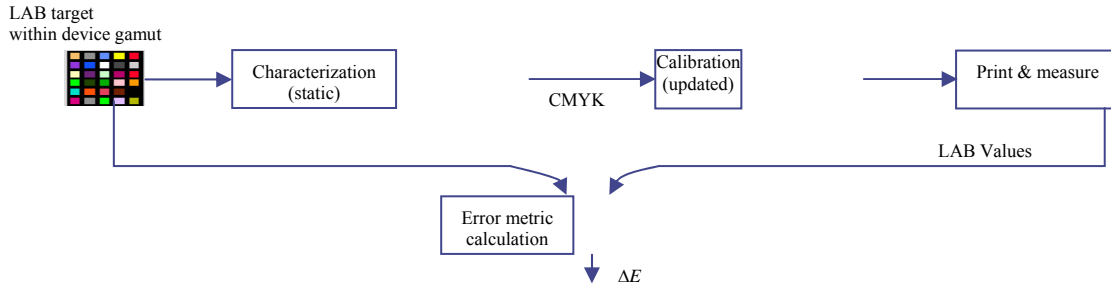 LAB target
within device gamut
Characterization
(static)
CMYK
Calibration
(updated)
Print & measure
LAB Values
Error metric
calculation
ΔE